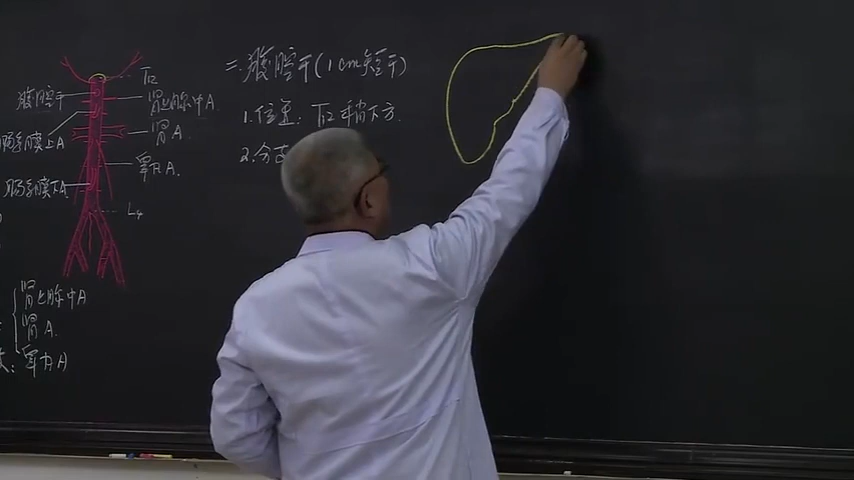 T12
腹腔干
肾上腺中A.
肠系膜上A
肾A.
睾丸A.
肠系膜下A
L4
肾上腺中A
肾A.
睾丸A
二.腹腔干(1cm短干)
1.位置: T12稍下方.
2.分支